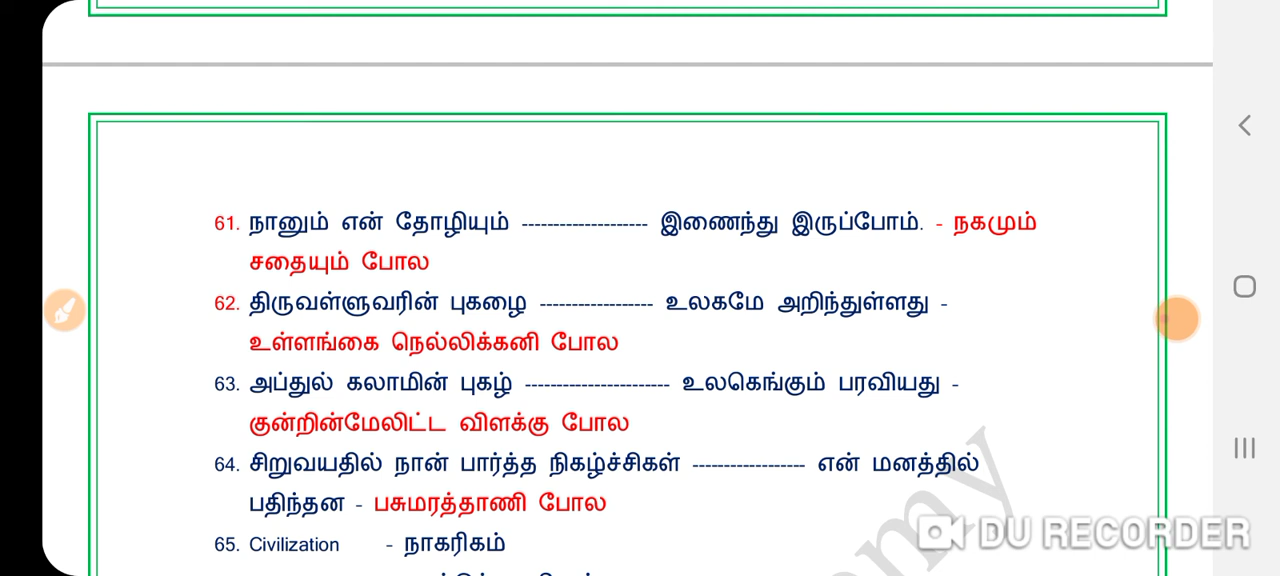 61. நானும் என் தோழியும் -------------------- இணைந்து இருப்போம். - நகமும்
சதையும் போல
62. திருவள்ளுவரின் புகழை ------------------ உலகமே அறிந்துள்ளது -
உள்ளங்கை நெல்லிக்கனி போல
63. அப்துல் கலாமின் புகழ் ----------------------- உலகெங்கும் பரவியது -
குன்றின்மேலிட்ட விளக்கு போல
64. சிறுவயதில் நான் பார்த்த நிகழ்ச்சிகள் ------------------ என் மனத்தில்
பதிந்தன - பசுமரத்தாணி போல
65. Civilization - நாகரிகம்
DU RECORDER